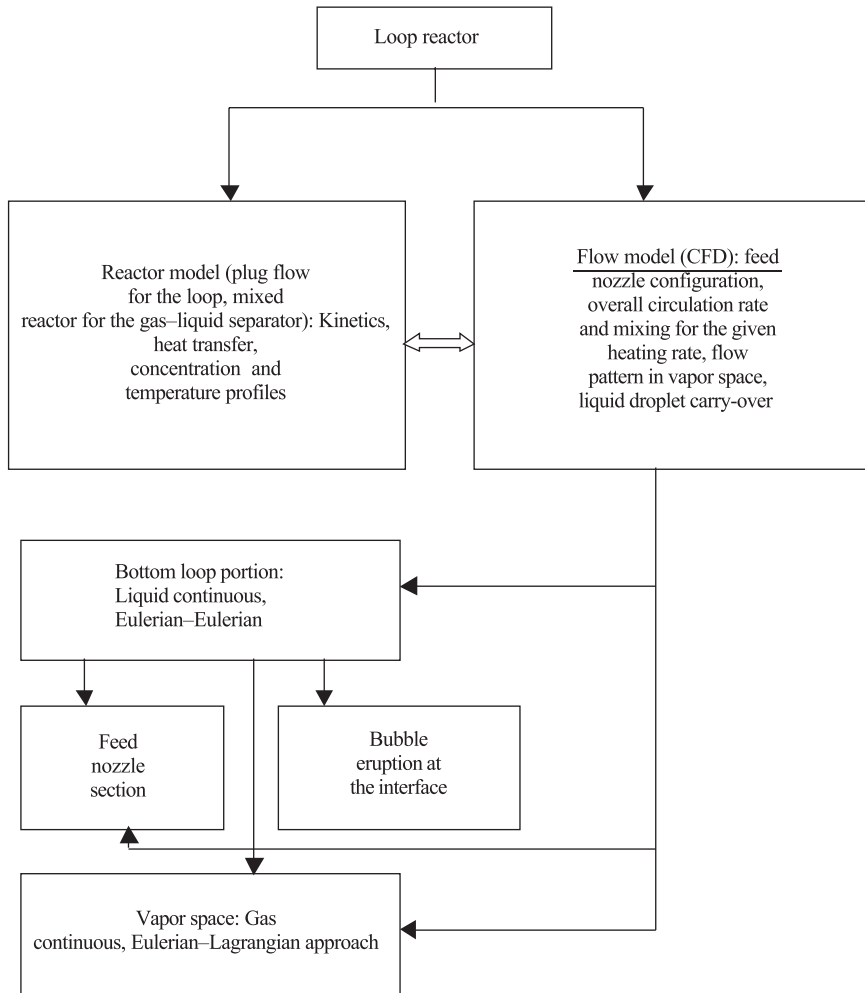 Loop reactor
Reactor model (plug flow
for the loop, mixed
reactor for the gas–liquid separator): Kinetics,
heat transfer,
concentration and
temperature profiles
Flow model (CFD): feed
nozzle configuration,
overall circulation rate
and mixing for the given
heating rate, flow
pattern in vapor space,
liquid droplet carry-over
Bottom loop portion:
Liquid continuous,
Eulerian–Eulerian
Feed
nozzle
section
Bubble
eruption at
the interface
Vapor space: Gas
continuous, Eulerian–Lagrangian approach